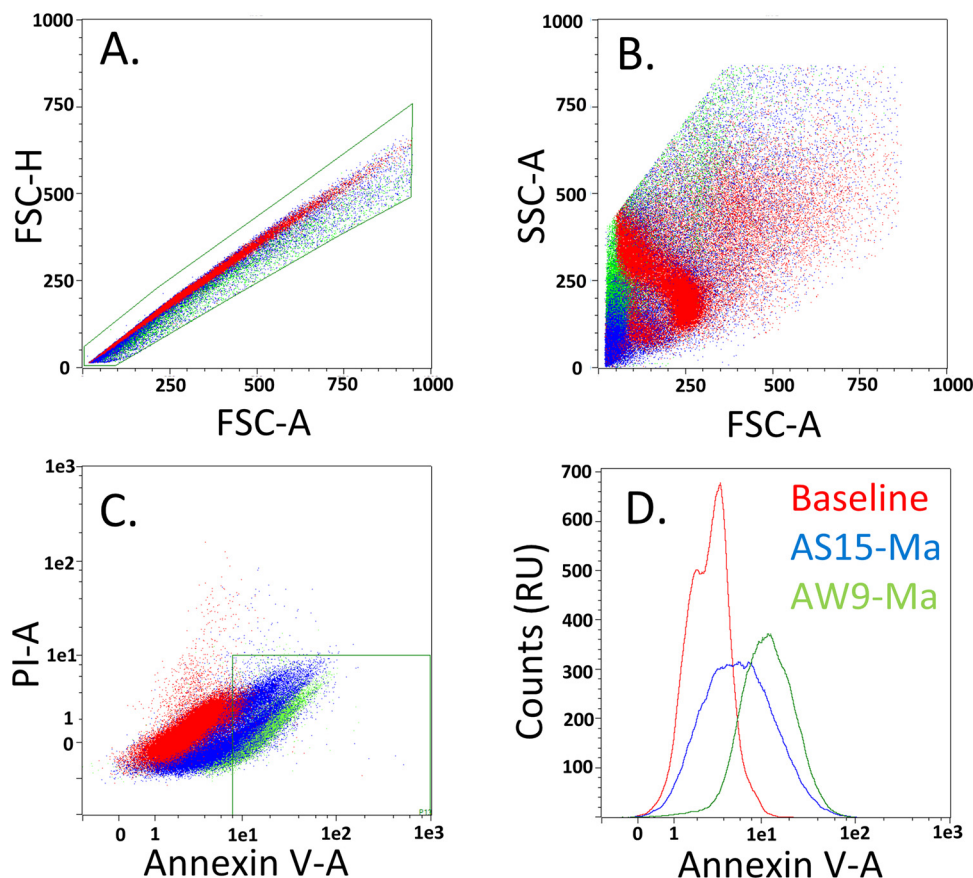 A.
1000
750
500
250
0
250
500
750
1000
FSC-H
FSC-A
B.
1000
750
500
250
0
250
500
750
1000
SSC-A
FSC-A
C.
1e3
1e2
1e1
1
0
0
1
1e1
1e2
1e3
PI-A
Annexin V-A
D.
Baseline
AS15-Ma
AW9-Ma
700
600
500
400
300
200
100
0
1
1e1
1e2
1e3
Counts (RU)
Annexin V-A